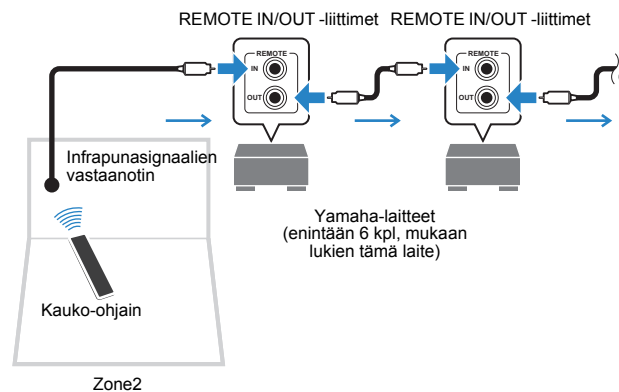 REMOTE IN/OUT -liittimet
REMOTE IN/OUT -liittimet
REMOTE
IN
OUT
REMOTE
IN
OUT
Infrapunasignaalien
vastaanotin
Yamaha-laitteet
(enintään 6 kpl, mukaan
lukien tämä laite)
Kauko-ohjain
Zone2